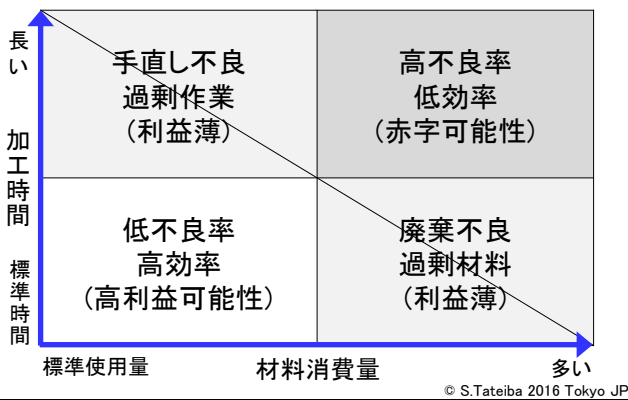 長い
加工時間
標準時間
手直し不良
過剰作業
(利益薄)
高不良率
低効率
(赤字可能性)
低不良率
高効率
(高利益可能性)
廃棄不良
過剰材料
(利益薄)
標準使用量
材料消費量
多い
© S.Tateiba 2016 Tokyo JP